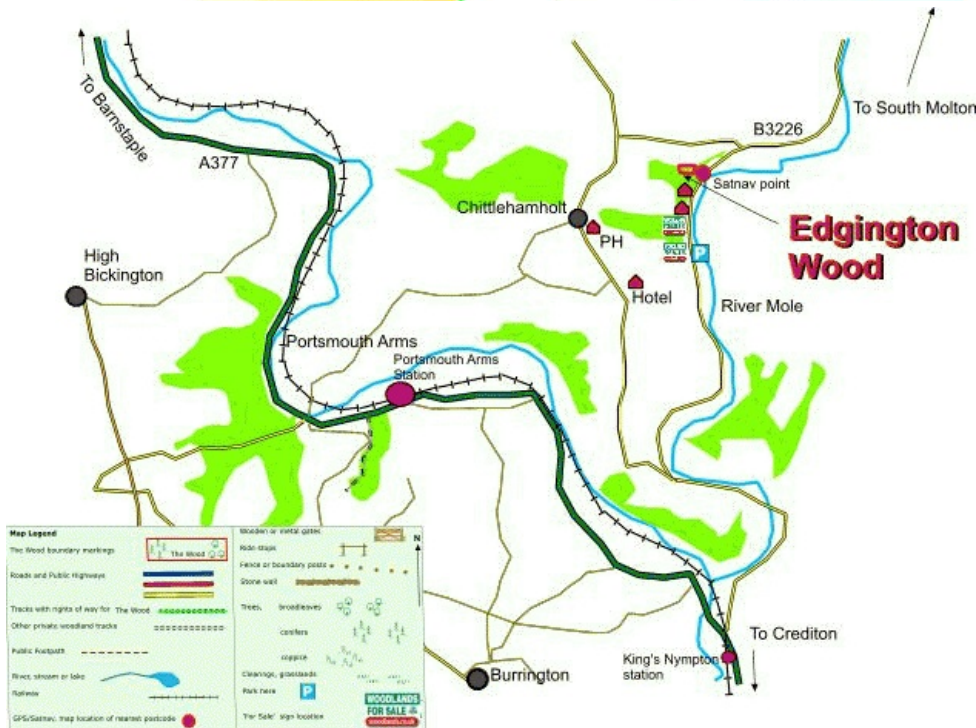 To Barnstaple
A377
To South Molton
B3226
Satnav point
Chittlehamholt
PH
Edgington
Wood
High
Bickington
Hotel
River Mole
P
Portsmouth Arms
Portsmouth Arms
Station
To Crediton
King's Nympton
station
Burrington
Map Legend
The Wood boundary markings
The Wood
Roads and Public Highways
Tracks with rights of way for The Wood
Other private woodland tracks
Public Footpath
River, stream or lake
Railway
GPS/Satnav, map location of nearest postcode
Wooden or metal gates
N
Ride stops
Fence or boundary posts
Stone wall
Trees, broadleaves
conifers
coppice
Clearings, grasslands
Park here
P
'For Sale' sign location
WOODLANDS
FOR SALE
woodlands.co.uk